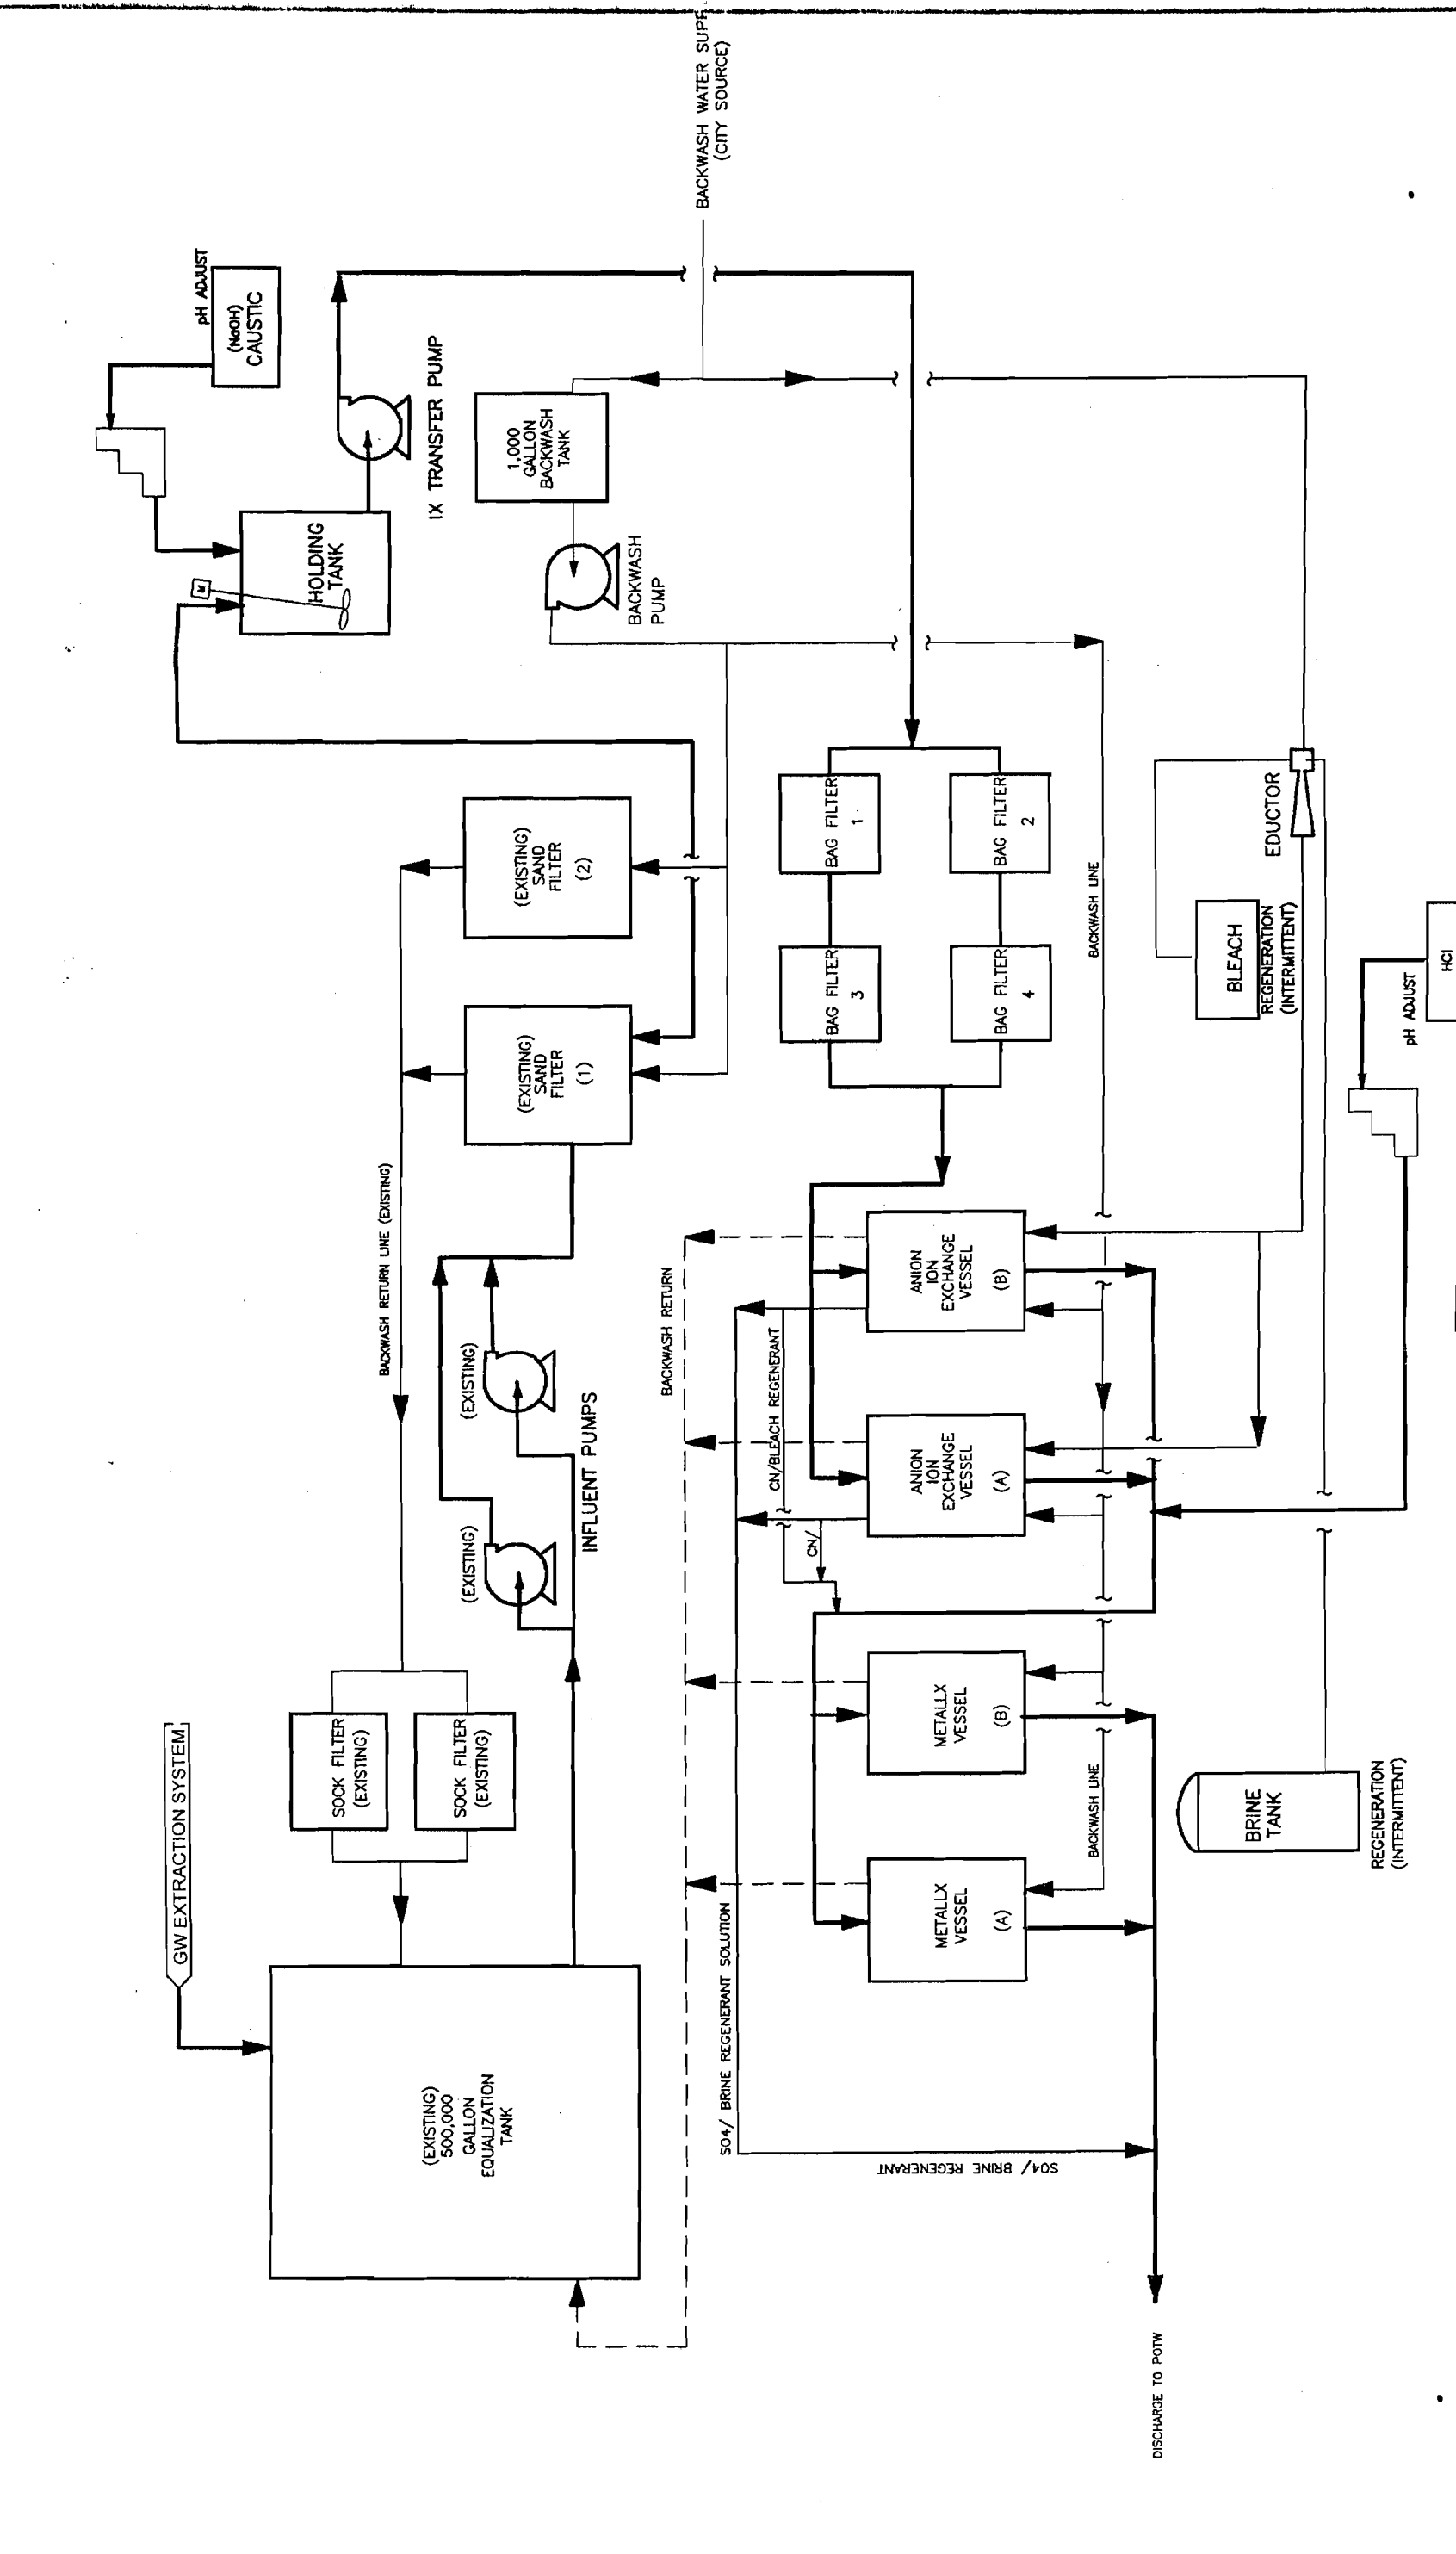 GW EXTRACTION SYSTEM
(EXISTING)
500,000
GALLON
EQUALIZATION
TANK
SOCK FILTER
(EXISTING)
SOCK FILTER
(EXISTING)
BACKWASH RETURN LINE (EXISTING)
(EXISTING)
(EXISTING)
INFLUENT PUMPS
(EXISTING)
SAND
FILTER
(1)
(EXISTING)
SAND
FILTER
(2)
M
HOLDING
TANK
pH ADJUST
(NaOH)
CAUSTIC
IX TRANSFER PUMP
1,000
GALLON
BACKWASH
TANK
BACKWASH
PUMP
BACKWASH WATER SUPP
(CITY SOURCE)
BACKWASH RETURN
SO4/ BRINE REGENERANT SOLUTION
SO4/ BRINE REGENERANT
CN/BLEACH REGENERANT
CN/
BAG FILTER
1
BAG FILTER
2
BAG FILTER
3
BAG FILTER
4
METALLX
VESSEL
(A)
METALLX
VESSEL
(B)
ANION
ION
EXCHANGE
VESSEL
(A)
ANION
ION
EXCHANGE
VESSEL
(B)
BACKWASH LINE
BACKWASH LINE
DISCHARGE TO POTW
BRINE
TANK
REGENERATION
(INTERMITTENT)
BLEACH
REGENERATION
(INTERMITTENT)
EDUCTOR
pH ADJUST
HCl